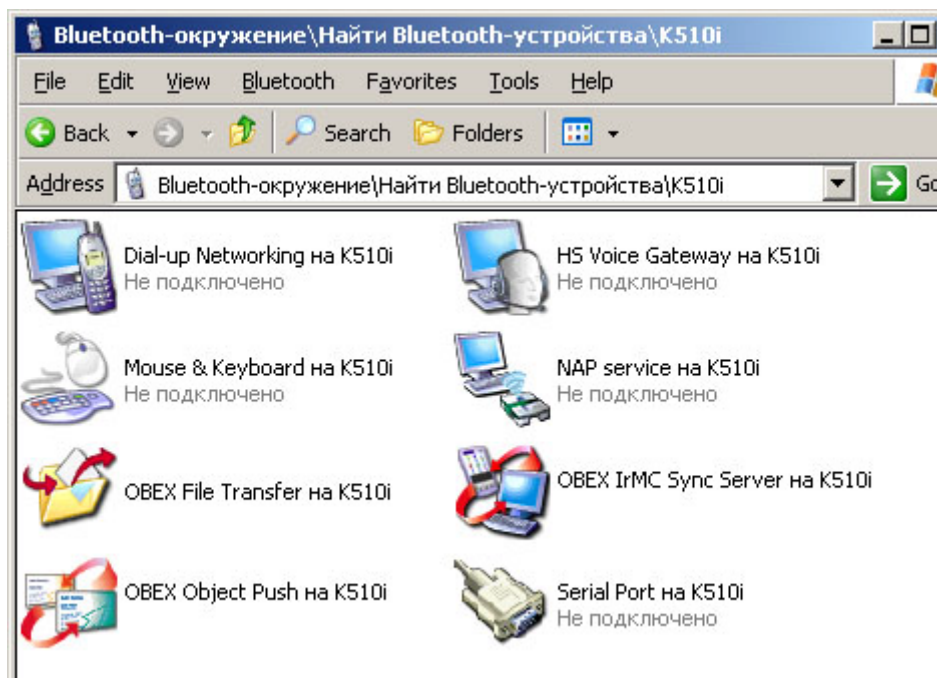 Bluetooth-окружение\Найти Bluetooth-устройства\K510i
File Edit View Bluetooth Favorites Tools Help
Back Search Folders
Address Bluetooth-окружение\Найти Bluetooth-устройства\K510i
Dial-up Networking на K510i
Не подключено
HS Voice Gateway на K510i
Не подключено
Mouse & Keyboard на K510i
Не подключено
NAP service на K510i
Не подключено
OBEX File Transfer на K510i
OBEX IrMC Sync Server на K510i
OBEX Object Push на K510i
Serial Port на K510i
Не подключено